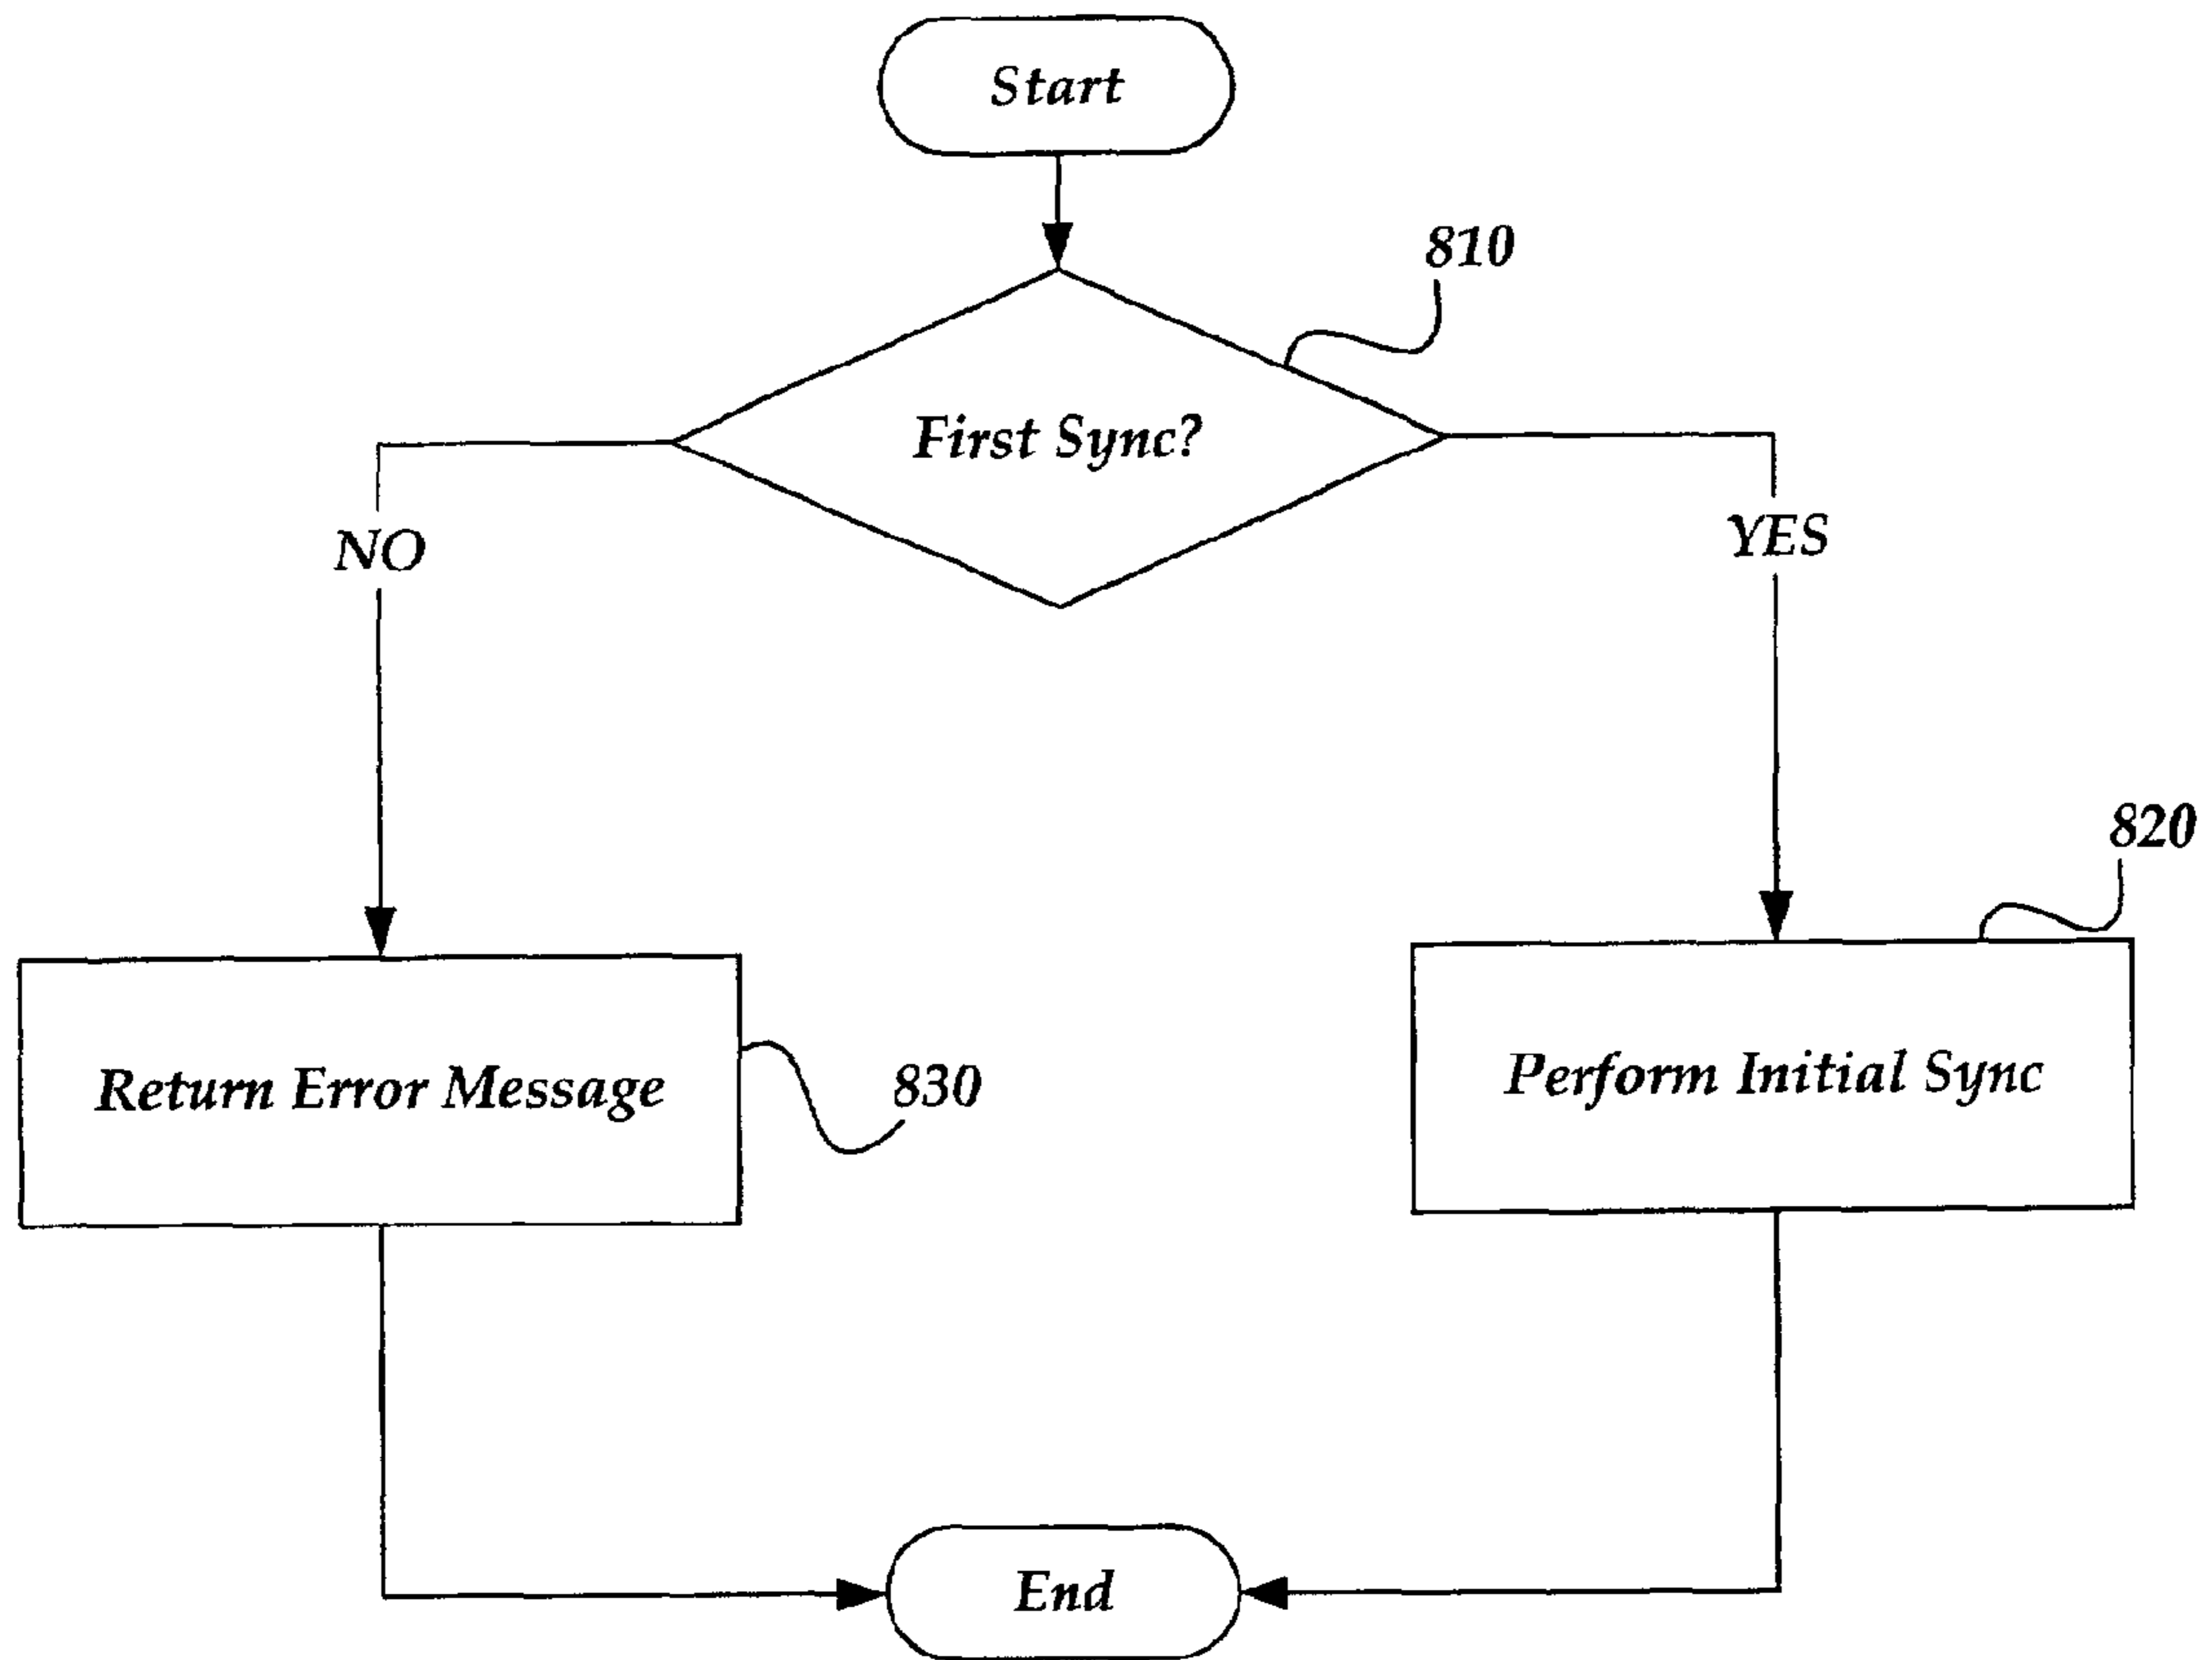 Start
810
First Sync?
NO
YES
820
Return Error Message
830
Perform Initial Sync
End